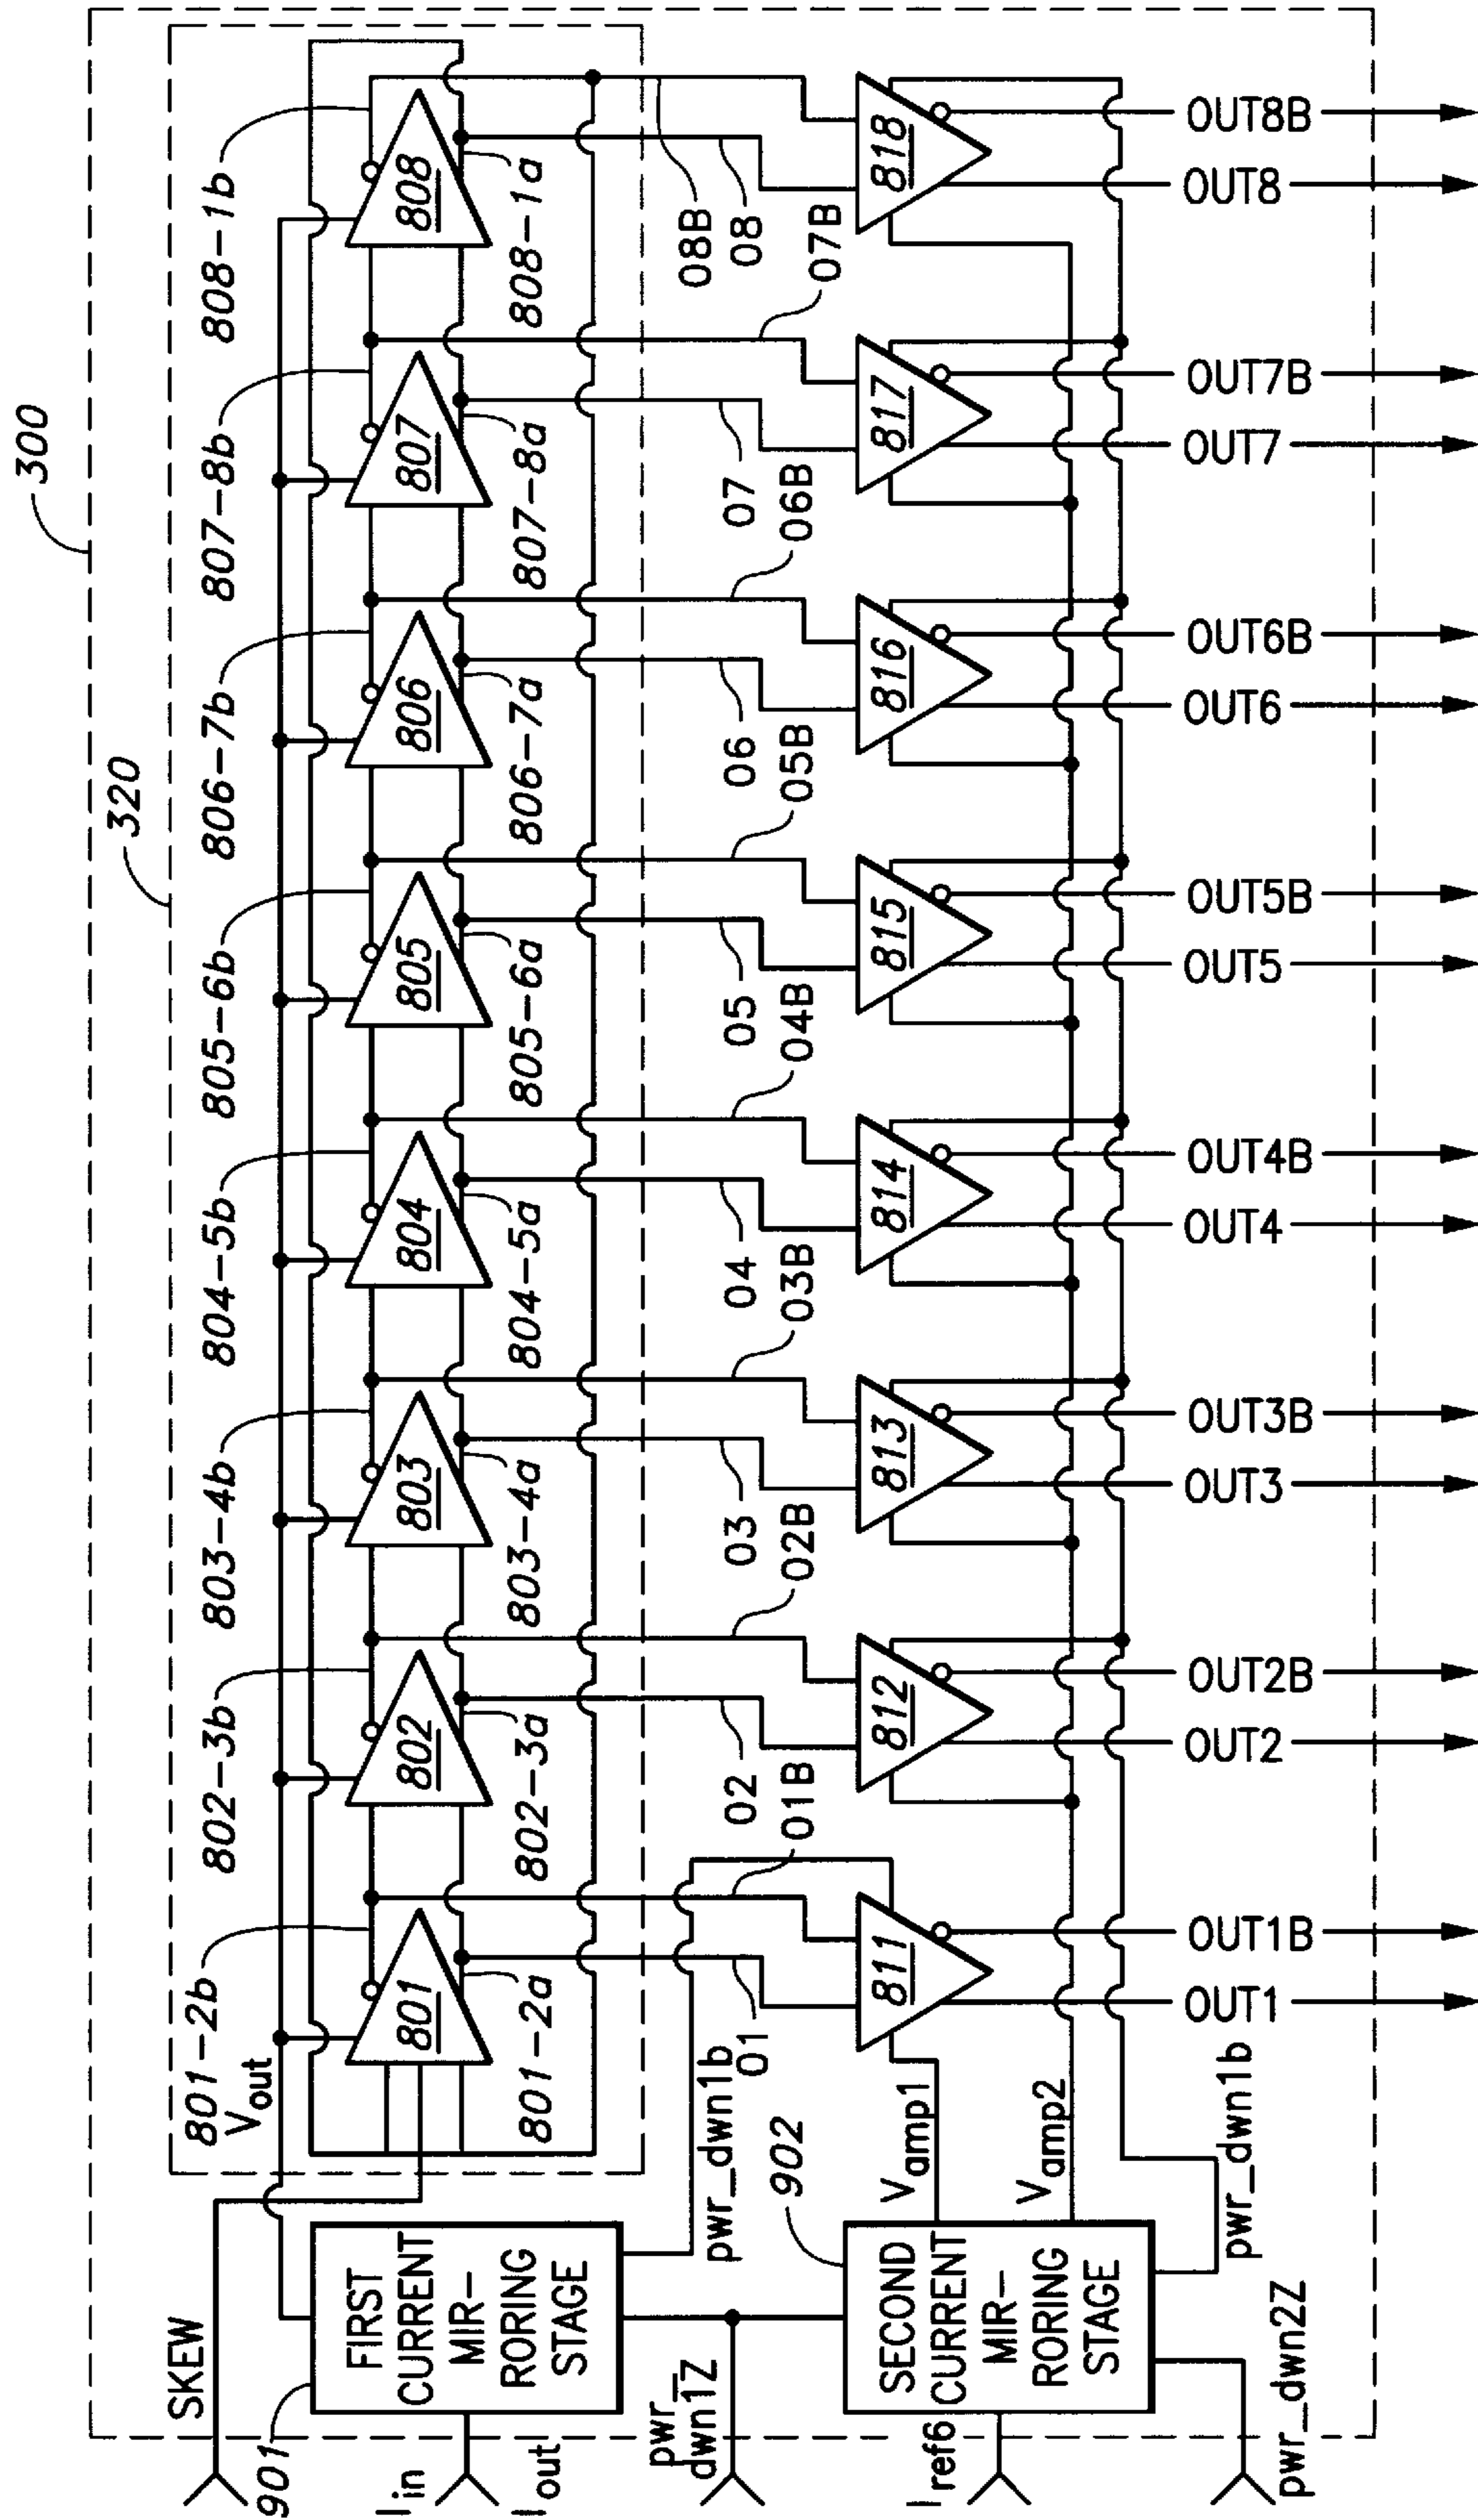 300
320
801-2b
802-3b
803-4b
804-5b
805-6b
806-7b
807-8b
808-1b
Vout
SKEW
901
FIRST
CURRENT
MIR-
RORING
STAGE
Iin
Iout
801
802
803
804
805
806
807
808
801-2a
802-3a
803-4a
804-5a
805-6a
806-7a
807-8a
808-1a
pwr_dwn1b
pwr_
dwn1Z
01
01B
02
02B
03
03B
04
04B
05
05B
06
06B
07
07B
08
08B
902
SECOND
CURRENT
MIR-
RORING
STAGE
Iref6
Vamp1
Vamp2
811
812
813
814
815
816
817
818
pwr_dwn1b
pwr_dwn2Z
OUT1
OUT1B
OUT2
OUT2B
OUT3
OUT3B
OUT4
OUT4B
OUT5
OUT5B
OUT6
OUT6B
OUT7
OUT7B
OUT8
OUT8B